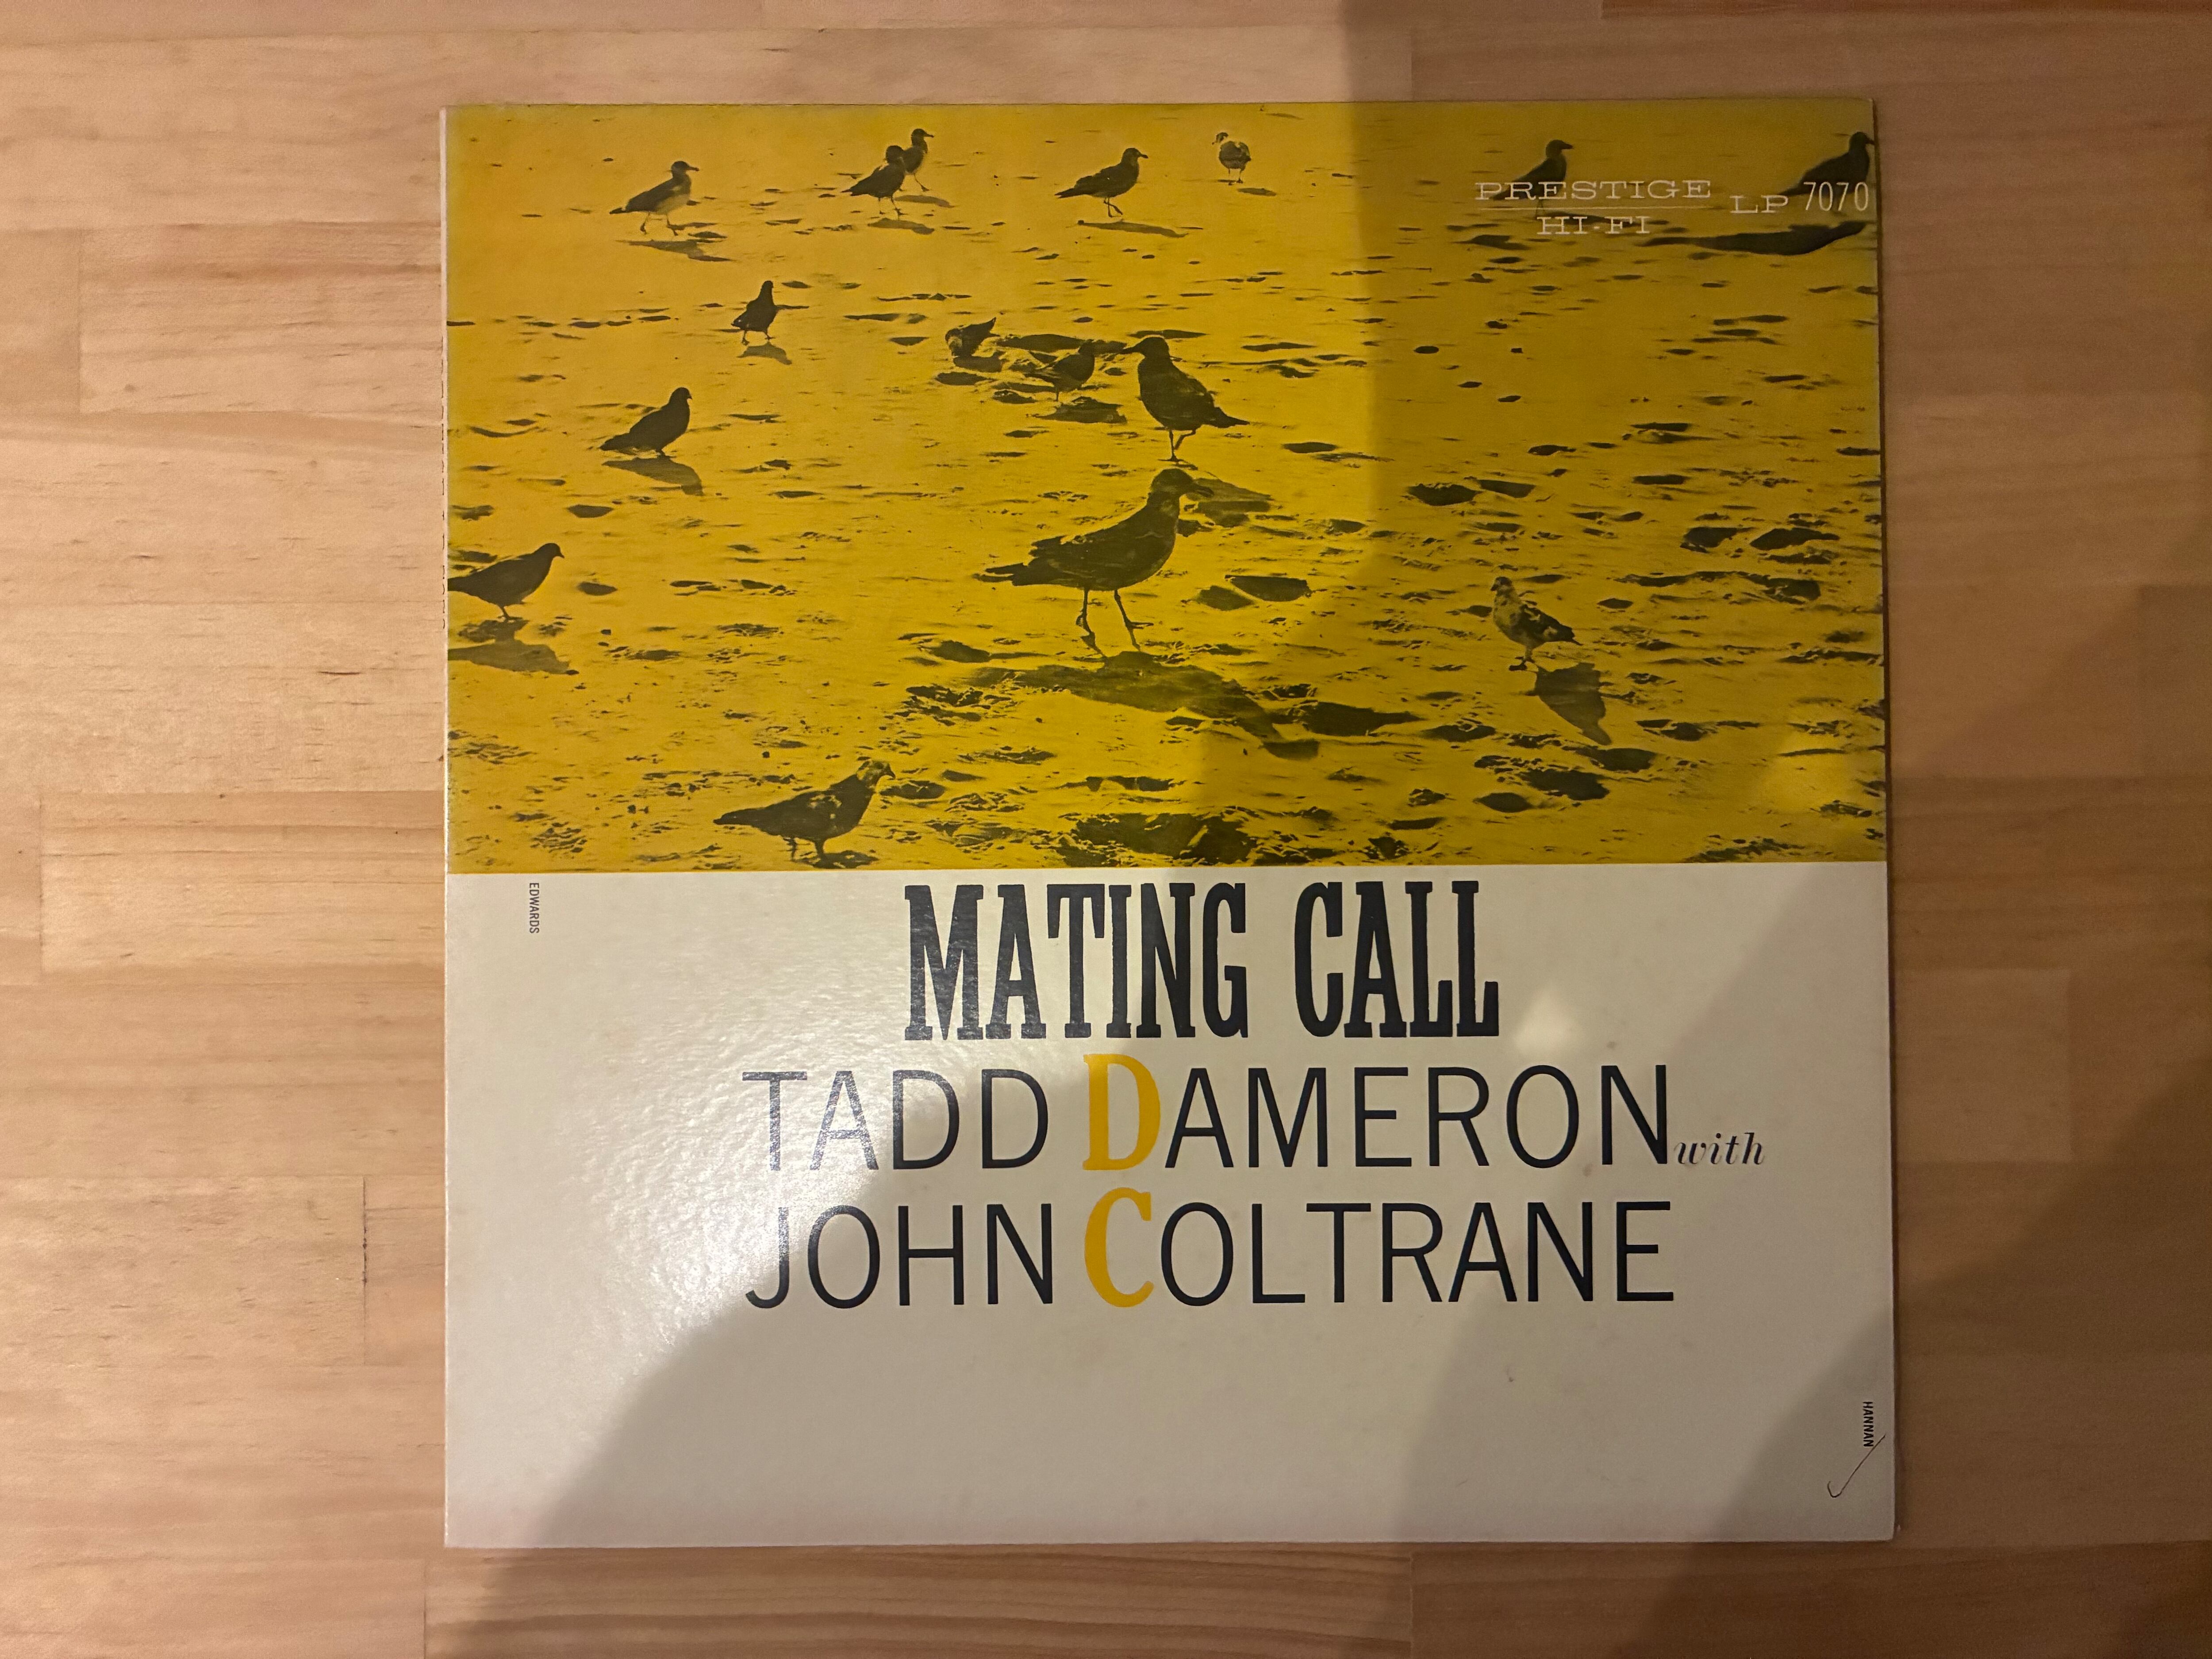 PRESTIGE LP 7070
HI-FI
EDWARDS
MATING CALL
TADD DAMERON with
JOHN COLTRANE
HANNAN